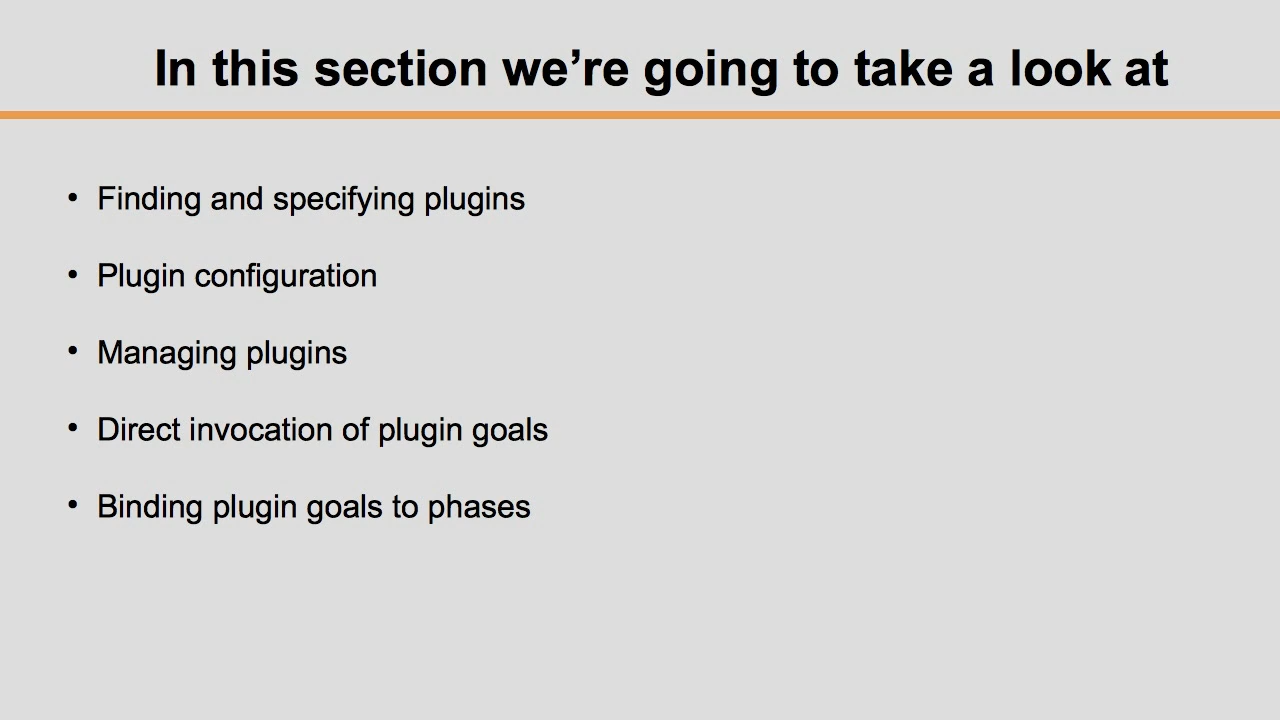 In this section we’re going to take a look at
• Finding and specifying plugins
• Plugin configuration
• Managing plugins
• Direct invocation of plugin goals
• Binding plugin goals to phases